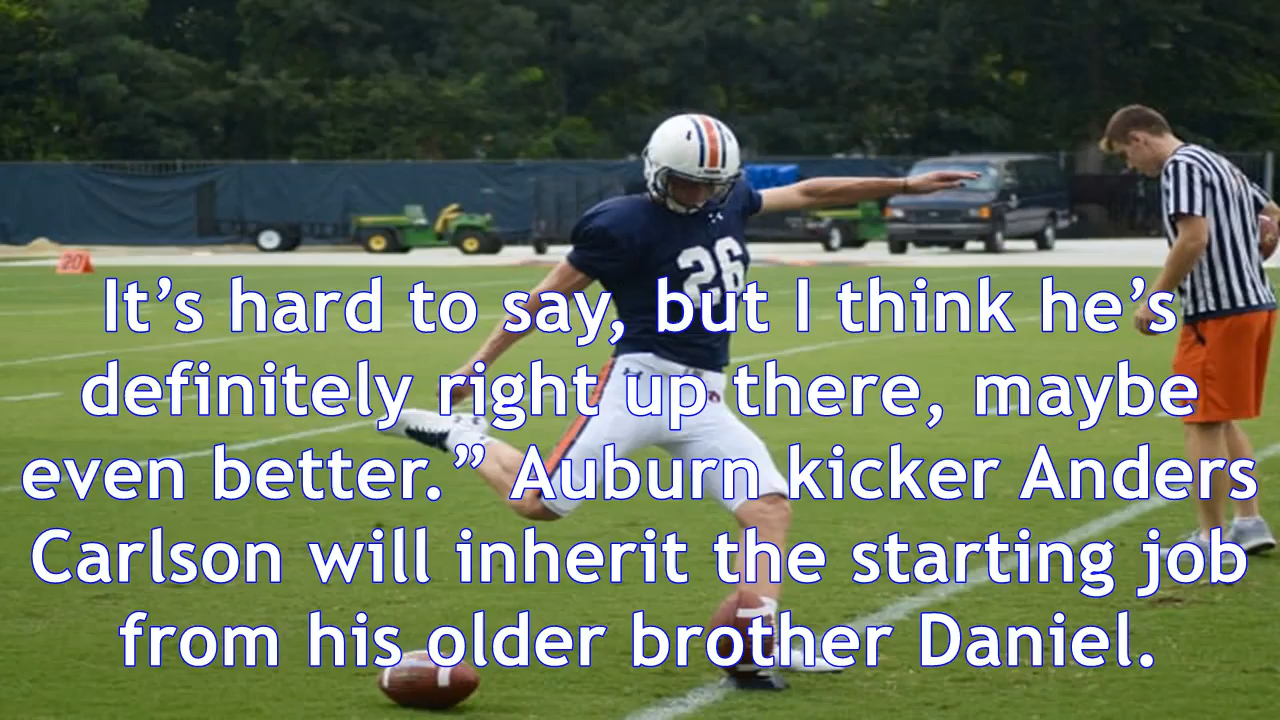 20
26
It’s hard to say, but I think he’s
definitely right up there, maybe
even better.” Auburn kicker Anders
Carlson will inherit the starting job
from his older brother Daniel.